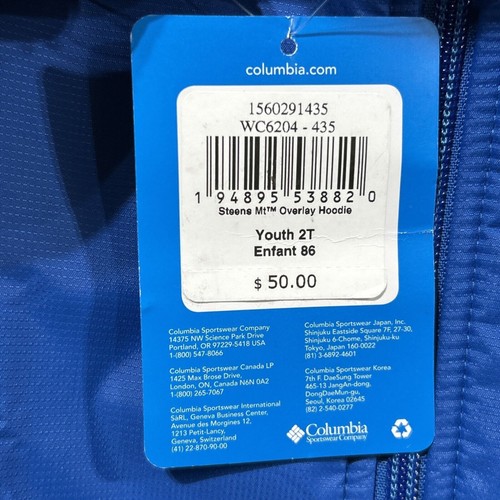 columbia.com
1560291435
WC6204 - 435
1 94895 53882 0
Steens Mt™ Overlay Hoodie
Youth 2T
Enfant 86
$ 50.00
Columbia Sportswear Company
14375 NW Science Park Drive
Portland, OR 97229-5418 USA
1-(800) 547-8066
Columbia Sportswear Canada LP
1425 Max Brose Drive,
London, ON, Canada N6N 0A2
1-(800) 265-7067
Columbia Sportswear International
SàRL, Geneva Business Center,
Avenue des Morgines 12,
1213 Petit-Lancy,
Geneva, Switzerland
(41) 22-870-90-00
Columbia Sportswear Japan, Inc.
Shinjuku Eastside Square 7F, 27-30,
Shinjuku 6-Chome, Shinjuku-ku
Tokyo, Japan 160-0022
(81) 3-6892-4601
Columbia Sportswear Korea
7th F. DaeSung Tower
465-13 JangAn-dong,
DongDaeMun-gu,
Seoul, Korea 02645
(82) 2-540-0277
Columbia
Sportswear Company